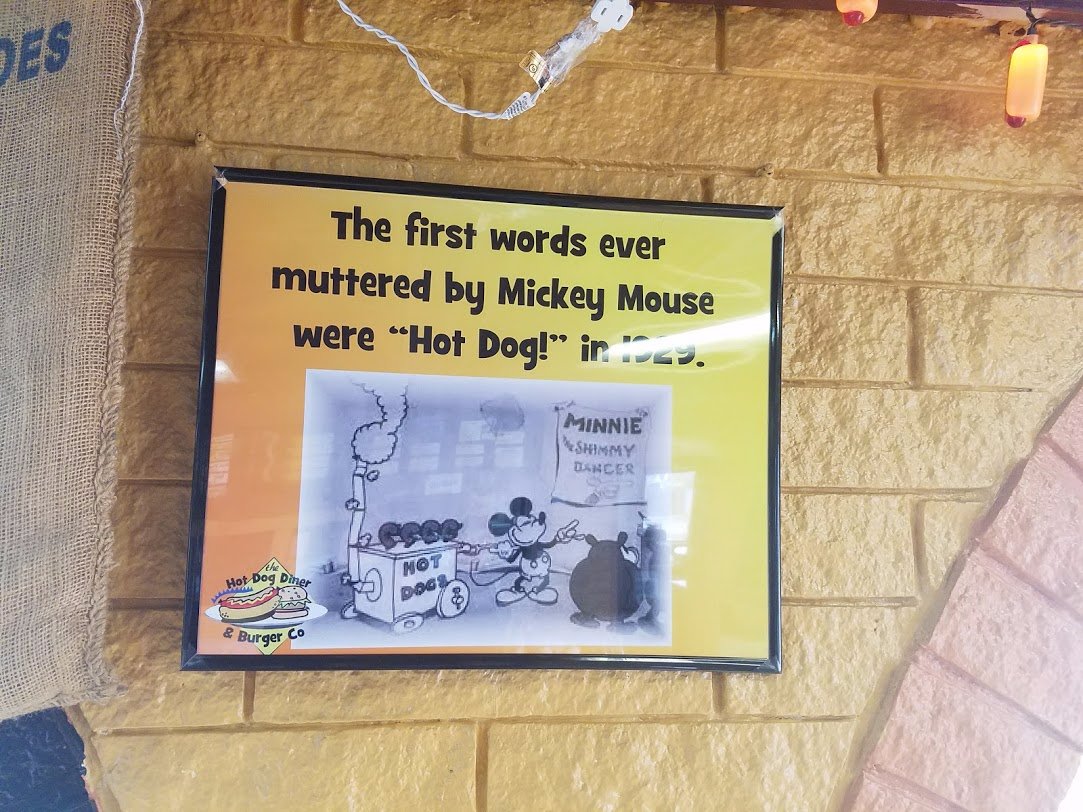 DES
The first words ever
muttered by Mickey Mouse
were “Hot Dog!” in 1929.
MINNIE
THE SHIMMY
DANCER
HOT
DOGS
the
Hot Dog Diner
& Burger Co